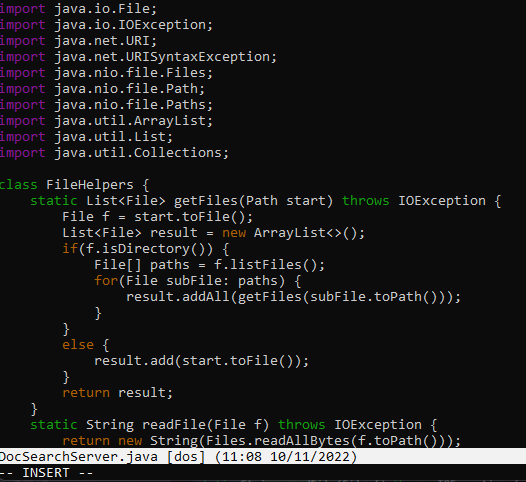 import java.io.File;
import java.io.IOException;
import java.net.URI;
import java.net.URISyntaxException;
import java.nio.file.Files;
import java.nio.file.Path;
import java.nio.file.Paths;
import java.util.ArrayList;
import java.util.List;
import java.util.Collections;

class FileHelpers {
    static List<File> getFiles(Path start) throws IOException {
        File f = start.toFile();
        List<File> result = new ArrayList<>();
        if(f.isDirectory()) {
            File[] paths = f.listFiles();
            for(File subFile: paths) {
                result.addAll(getFiles(subFile.toPath()));
            }
        }
        else {
            result.add(start.toFile());
        }
        return result;
    }
    static String readFile(File f) throws IOException {
        return new String(Files.readAllBytes(f.toPath()));
DocSearchServer.java [dos] (11:08 10/11/2022)
-- INSERT --